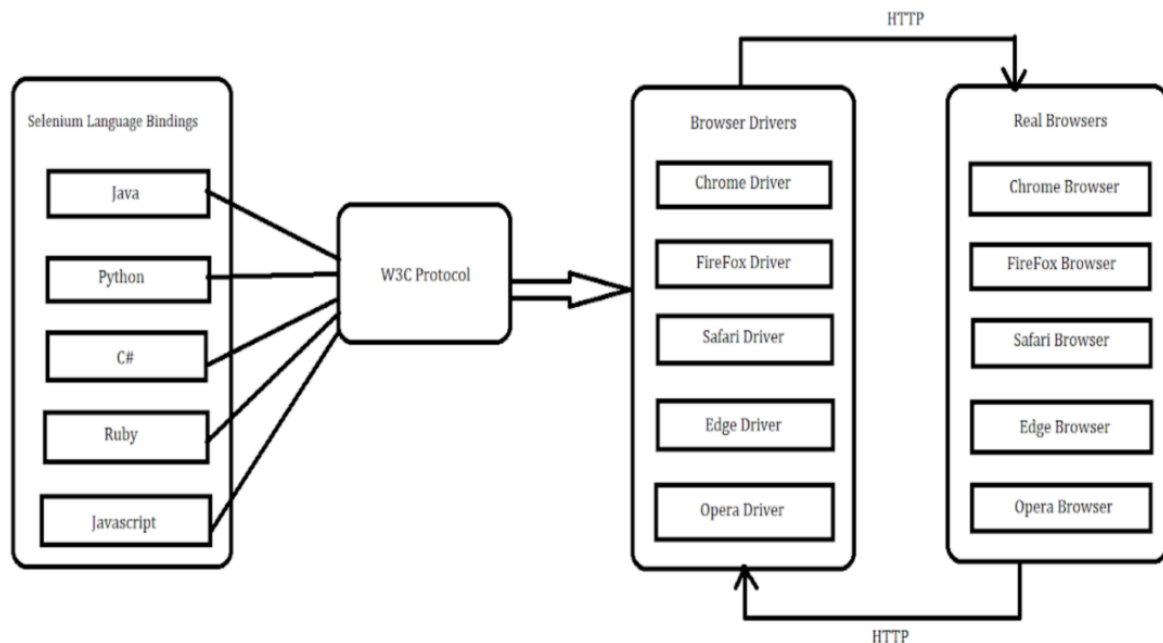 HTTP
Selenium Language Bindings
Java
Python
C#
Ruby
Javascript
W3C Protocol
Browser Drivers
Chrome Driver
FireFox Driver
Safari Driver
Edge Driver
Opera Driver
Real Browsers
Chrome Browser
FireFox Browser
Safari Browser
Edge Browser
Opera Browser
HTTP